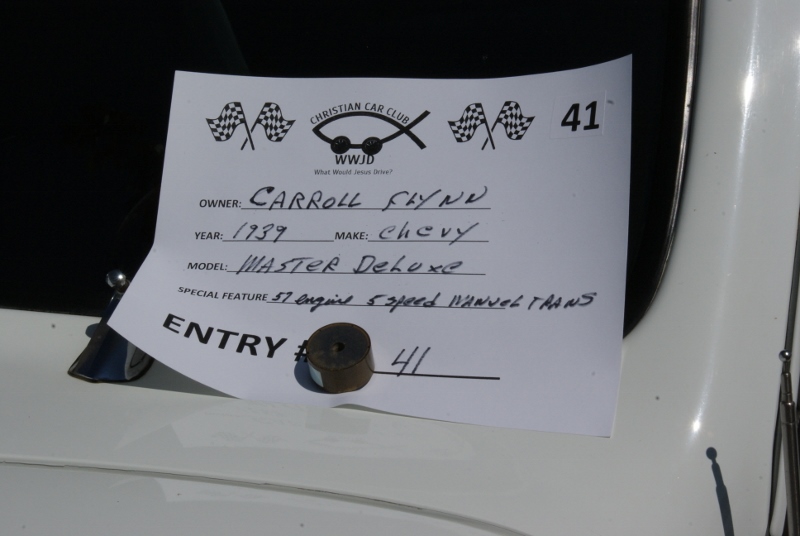 CHRISTIAN CAR CLUB
41
WWJD
What Would Jesus Drive?
OWNER: CARROLL FLYNN
YEAR: 1939 MAKE: CHEVY
MODEL: MASTER DELUXE
SPECIAL FEATURE 57 engine 5 speed MANUEL TRANS
ENTRY # 41